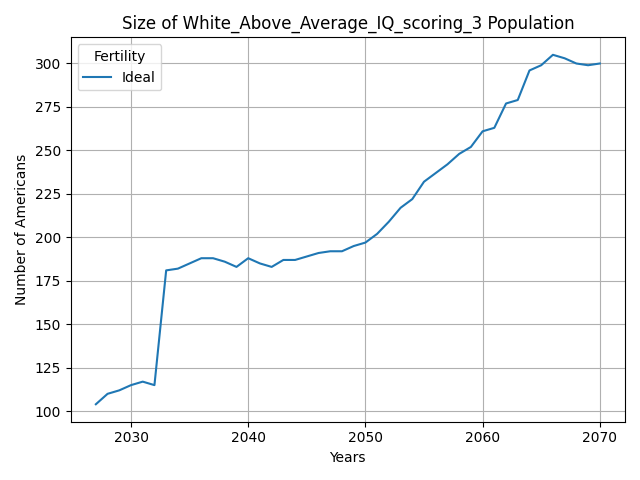 Size of White_Above_Average_IQ_scoring_3 Population
Fertility
Ideal
Number of Americans
300
275
250
225
200
175
150
125
100
2030 2040 2050 2060 2070
Years